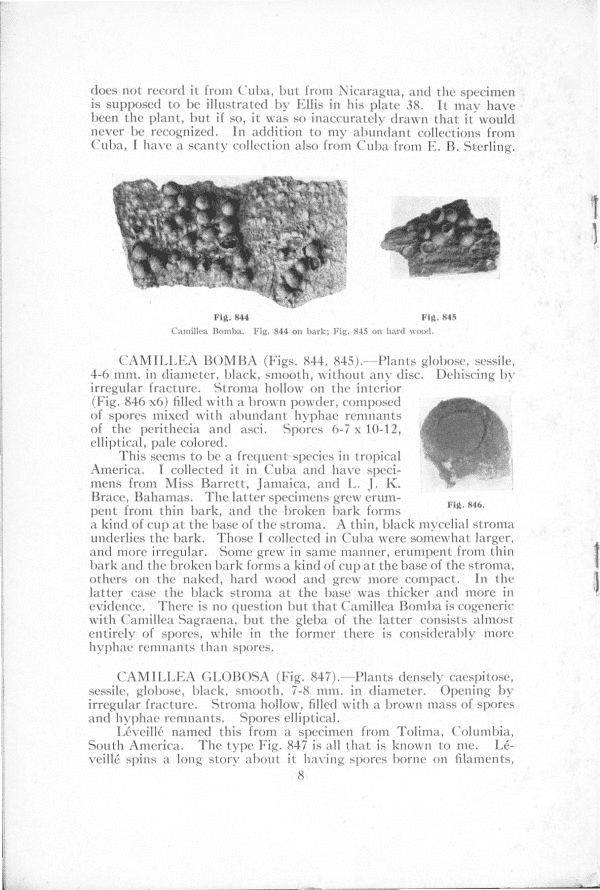 does not record it from Cuba, but from Nicaragua, and the specimen
is supposed to be illustrated by Ellis in his plate 38. It may have
been the plant, but if so, it was so inaccurately drawn that it would
never be recognized. In addition to my abundant collections from
Cuba, I have a scanty collection also from Cuba from E. B. Sterling.
Fig. 844
Fig. 845
Camillea Bomba. Fig. 844 on bark; Fig. 845 on hard wood.
CAMILLEA BOMBA (Figs. 844, 845).—Plants globose, sessile,
4-6 mm. in diameter, black, smooth, without any disc. Dehiscing by
irregular fracture. Stroma hollow on the interior
(Fig. 846 x6) filled with a brown powder, composed
of spores mixed with abundant hyphae remnants
of the perithecia and asci. Spores 6-7 x 10-12,
elliptical, pale colored.
This seems to be a frequent species in tropical
America. I collected it in Cuba and have speci-
mens from Miss Barrett, Jamaica, and L. J. K.
Brace, Bahamas. The latter specimens grew erum-
pent from thin bark, and the broken bark forms
Fig. 846.
a kind of cup at the base of the stroma. A thin, black mycelial stroma
underlies the bark. Those I collected in Cuba were somewhat larger,
and more irregular. Some grew in same manner, erumpent from thin
bark and the broken bark forms a kind of cup at the base of the stroma,
others on the naked, hard wood and grew more compact. In the
latter case the black stroma at the base was thicker and more in
evidence. There is no question but that Camillea Bomba is cogeneric
with Camillea Sagraena, but the gleba of the latter consists almost
entirely of spores, while in the former there is considerably more
hyphae remnants than spores.
CAMILLEA GLOBOSA (Fig. 847).—Plants densely caespitose,
sessile, globose, black, smooth, 7-8 mm. in diameter. Opening by
irregular fracture. Stroma hollow, filled with a brown mass of spores
and hyphae remnants. Spores elliptical.
Léveillé named this from a specimen from Tolima, Columbia,
South America. The type Fig. 847 is all that is known to me. Lé-
veillé spins a long story about it having spores borne on filaments,
8